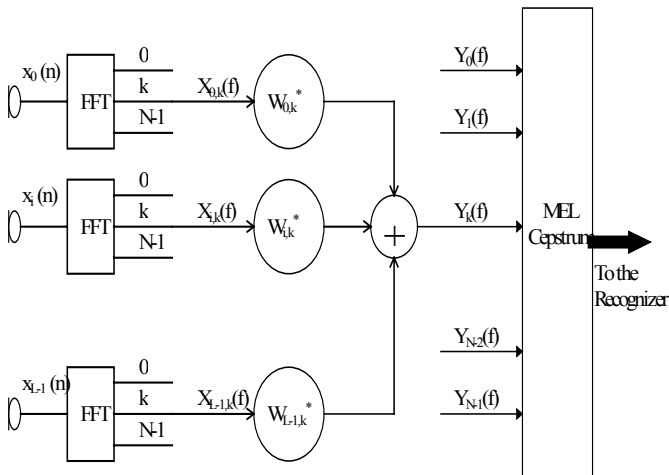 x0(n)
FFT
0
k
N-1
X0,k(f)
W0,k*
xi(n)
FFT
0
k
N-1
Xi,k(f)
Wi,k*
+
xL-1(n)
FFT
0
k
N-1
XL-1,k(f)
WL-1,k*
Y0(f)
Y1(f)
Yk(f)
YN-2(f)
YN-1(f)
MEL
Cepstrum
To the
Recognizer